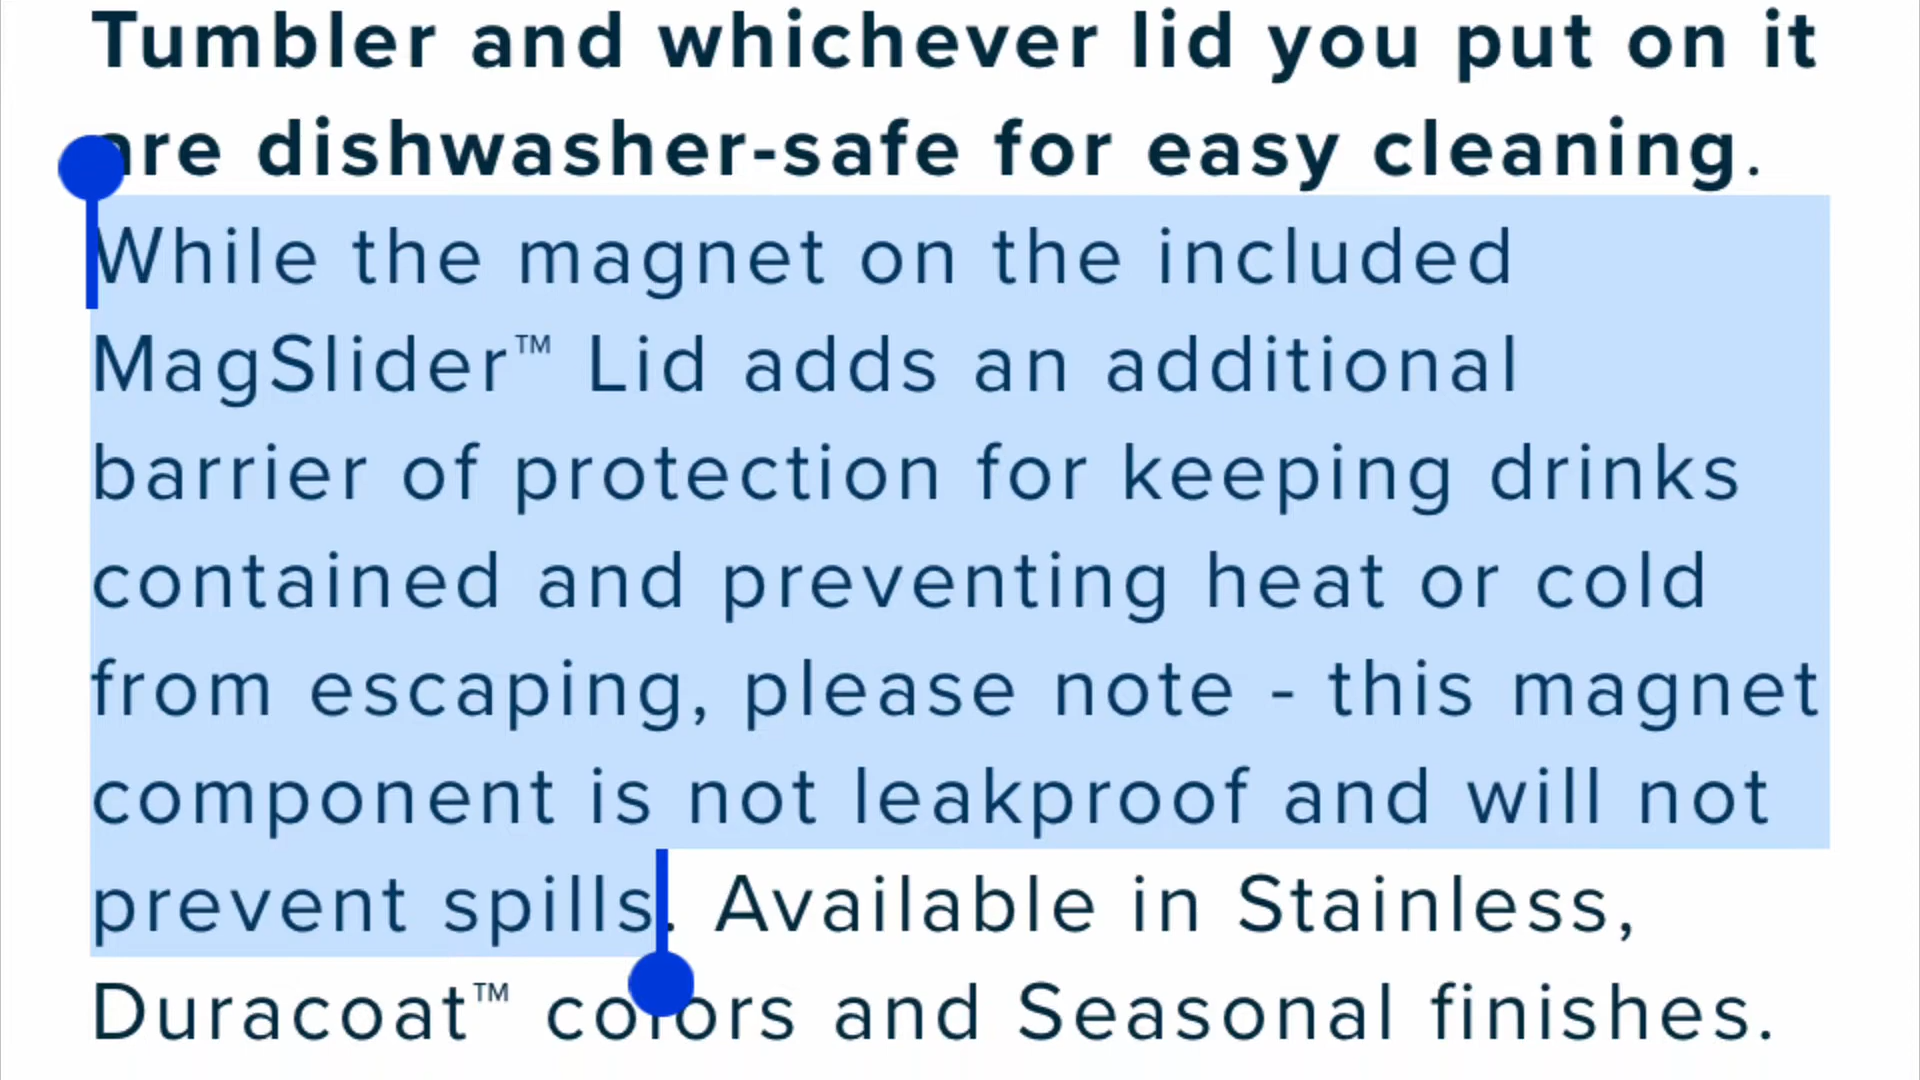 Tumbler and whichever lid you put on it
are dishwasher-safe for easy cleaning.
While the magnet on the included
MagSlider™ Lid adds an additional
barrier of protection for keeping drinks
contained and preventing heat or cold
from escaping, please note - this magnet
component is not leakproof and will not
prevent spills. Available in Stainless,
Duracoat™ colors and Seasonal finishes.